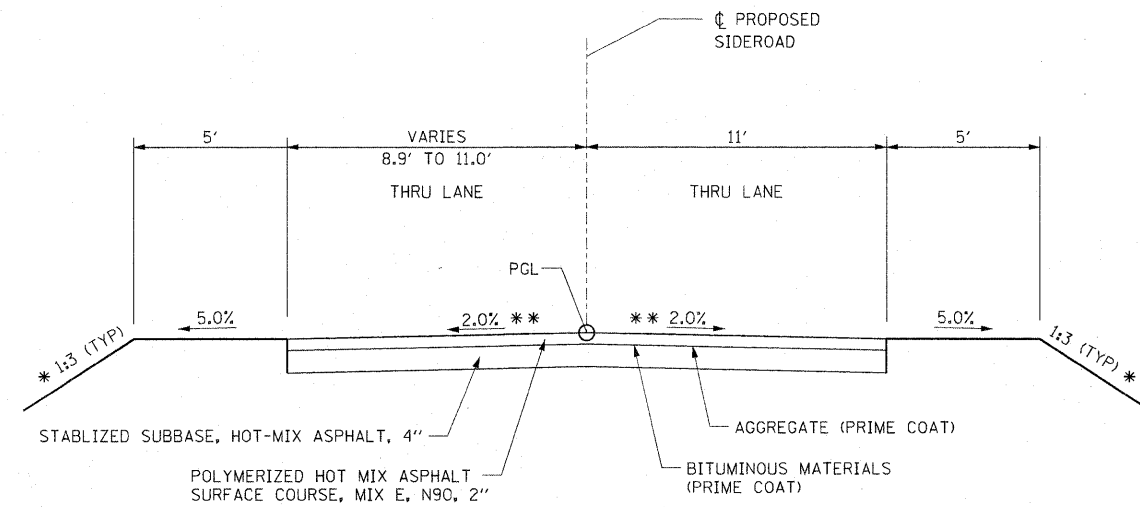 ℄ PROPOSED
SIDEROAD
5'
VARIES
8.9' TO 11.0'
11'
5'
THRU LANE
THRU LANE
PGL
5.0%
2.0% **
** 2.0%
5.0%
* 1:3 (TYP)
1:3 (TYP) *
STABLIZED SUBBASE, HOT-MIX ASPHALT, 4"
AGGREGATE (PRIME COAT)
POLYMERIZED HOT MIX ASPHALT
SURFACE COURSE, MIX E, N90, 2"
BITUMINOUS MATERIALS
(PRIME COAT)